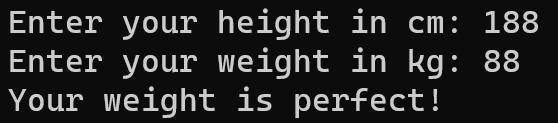 Enter your height in cm: 188
Enter your weight in kg: 88
Your weight is perfect!